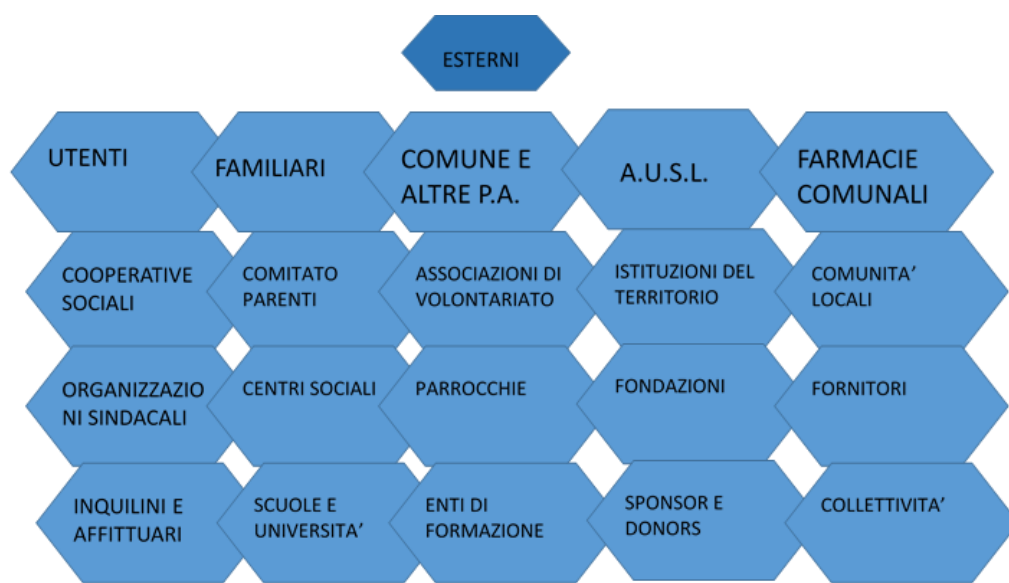 ESTERNI
UTENTI
FAMILIARI
COMUNE E
ALTRE P.A.
A.U.S.L.
FARMACIE
COMUNALI
COOPERATIVE
SOCIALI
COMITATO
PARENTI
ASSOCIAZIONI DI
VOLONTARIATO
ISTITUZIONI DEL
TERRITORIO
COMUNITA’
LOCALI
ORGANIZZAZIO
NI SINDACALI
CENTRI SOCIALI
PARROCCHIE
FONDAZIONI
FORNITORI
INQUILINI E
AFFITTUARI
SCUOLE E
UNIVERSITA’
ENTI DI
FORMAZIONE
SPONSOR E
DONORS
COLLETTIVITA’